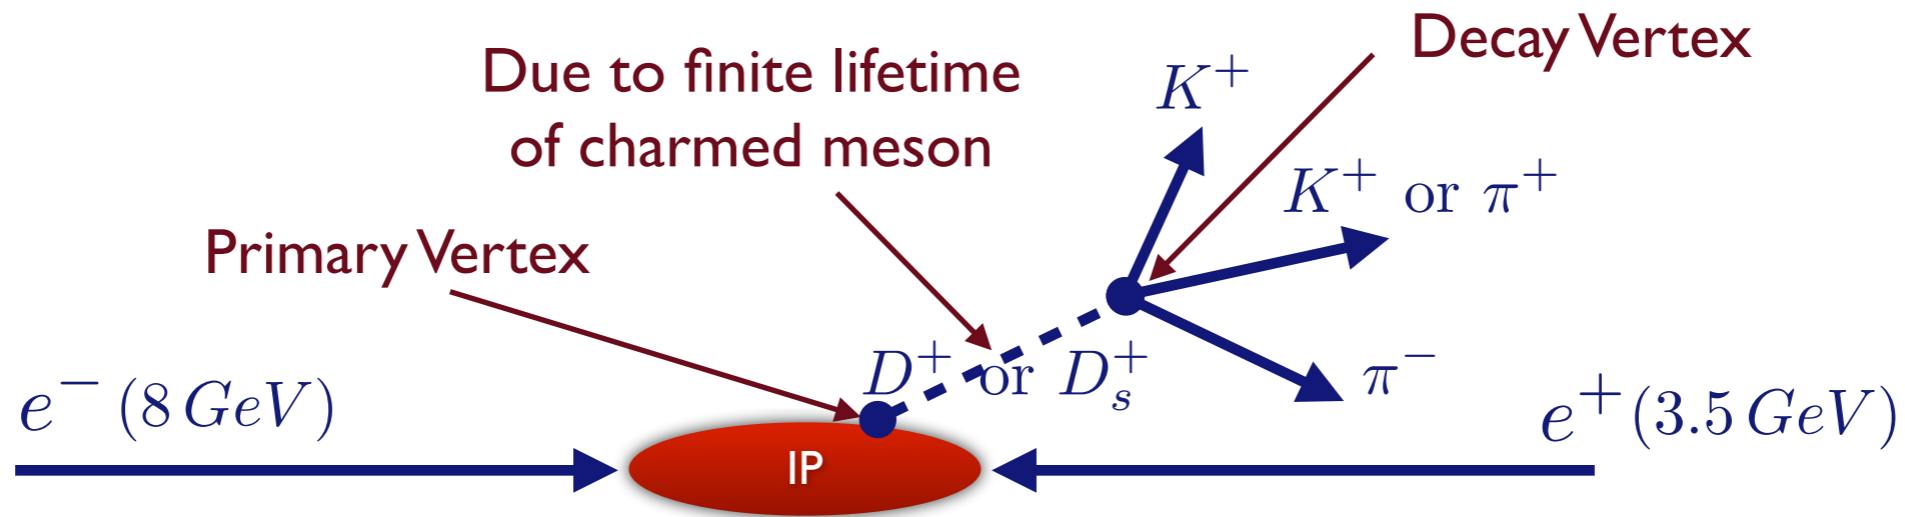 Due to finite lifetime
of charmed meson
Decay Vertex
K⁺
K⁺ or π⁺
Primary Vertex
D⁺ or Dₛ⁺
π⁻
e⁻ (8 GeV)
e⁺ (3.5 GeV)
IP